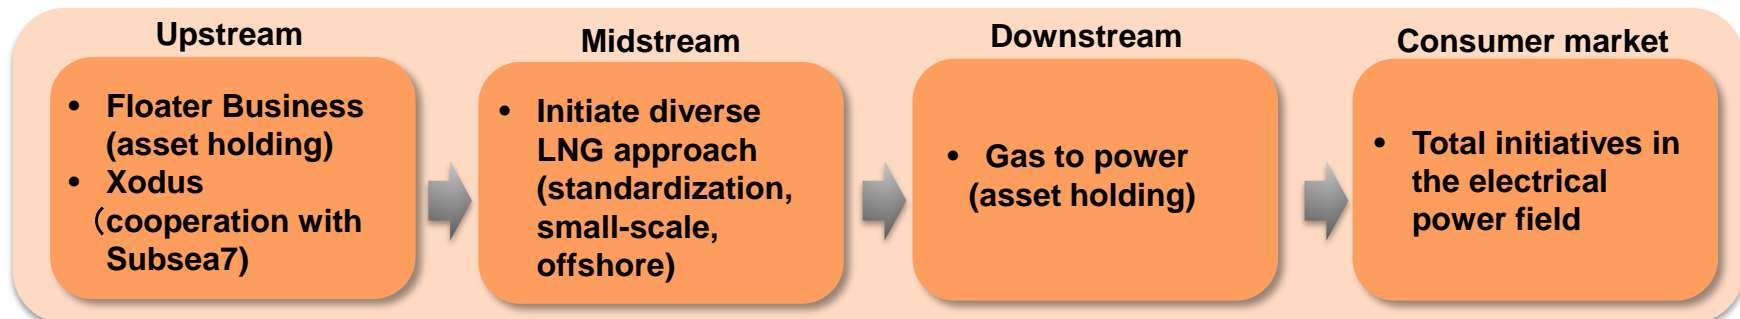 Upstream
• Floater Business
(asset holding)
• Xodus
（cooperation with
Subsea7)
Midstream
• Initiate diverse
LNG approach
(standardization,
small-scale,
offshore)
Downstream
• Gas to power
(asset holding)
Consumer market
• Total initiatives in
the electrical
power field